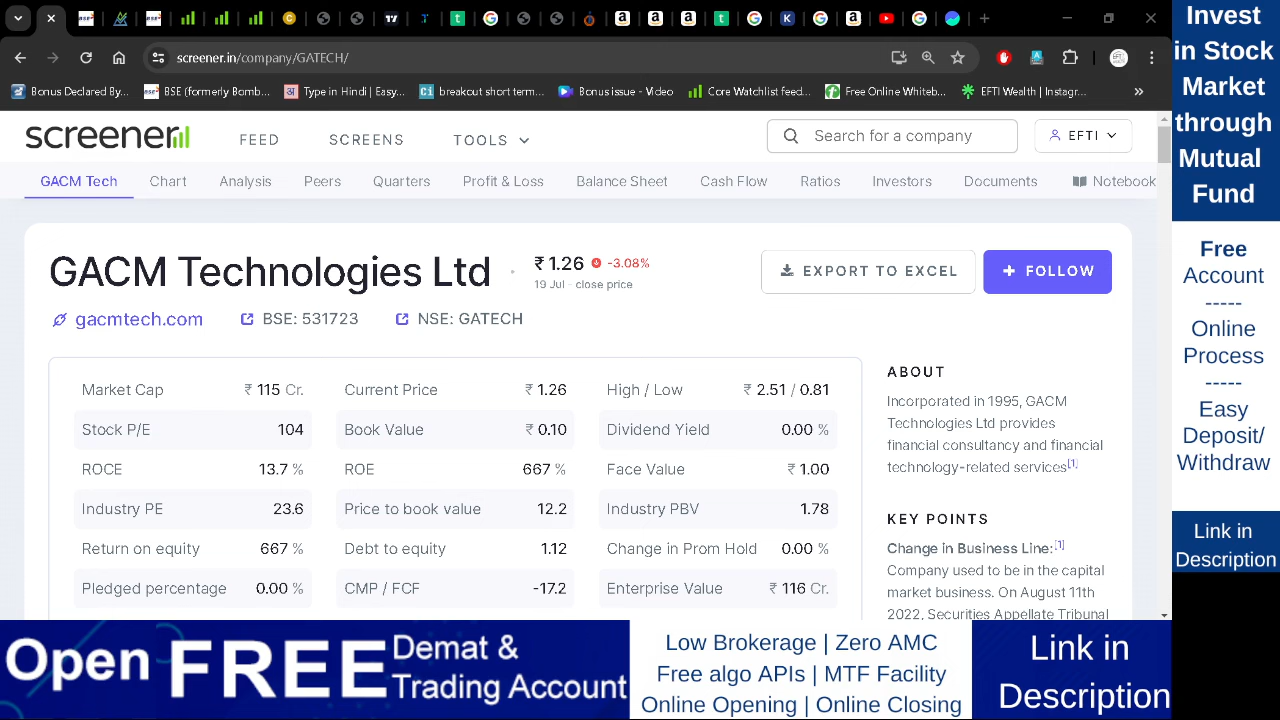 Bonus Declared By...
BSE (formerly Bomb...
Type in Hindi | Easy...
breakout short term...
Bonus issue - Video
Core Watchlist feed...
Free Online Whiteb...
EFTI Wealth | Instagr...
screener.in/company/GATECH/
screener
FEED
SCREENS
TOOLS
Search for a company
EFTI
GACM Tech
Chart
Analysis
Peers
Quarters
Profit & Loss
Balance Sheet
Cash Flow
Ratios
Investors
Documents
Notebook
GACM Technologies Ltd
₹ 1.26 -3.08%
19 Jul - close price
EXPORT TO EXCEL
+ FOLLOW
gacmtech.com
BSE: 531723
NSE: GATECH
Market Cap ₹ 115 Cr.
Current Price ₹ 1.26
High / Low ₹ 2.51 / 0.81
Stock P/E 104
Book Value ₹ 0.10
Dividend Yield 0.00 %
ROCE 13.7 %
ROE 667 %
Face Value ₹ 1.00
Industry PE 23.6
Price to book value 12.2
Industry PBV 1.78
Return on equity 667 %
Debt to equity 1.12
Change in Prom Hold 0.00 %
Pledged percentage 0.00 %
CMP / FCF -17.2
Enterprise Value ₹ 116 Cr.
ABOUT
Incorporated in 1995, GACM
Technologies Ltd provides
financial consultancy and financial
technology-related services[1]
KEY POINTS
Change in Business Line:[1]
Company used to be in the capital
market business. On August 11th
2022, Securities Appellate Tribunal
Invest
in Stock
Market
through
Mutual
Fund
Free
Account
-----
Online
Process
-----
Easy
Deposit/
Withdraw
Link in
Description
Open FREE
Demat &
Trading Account
Low Brokerage | Zero AMC
Free algo APIs | MTF Facility
Online Opening | Online Closing
Link in
Description